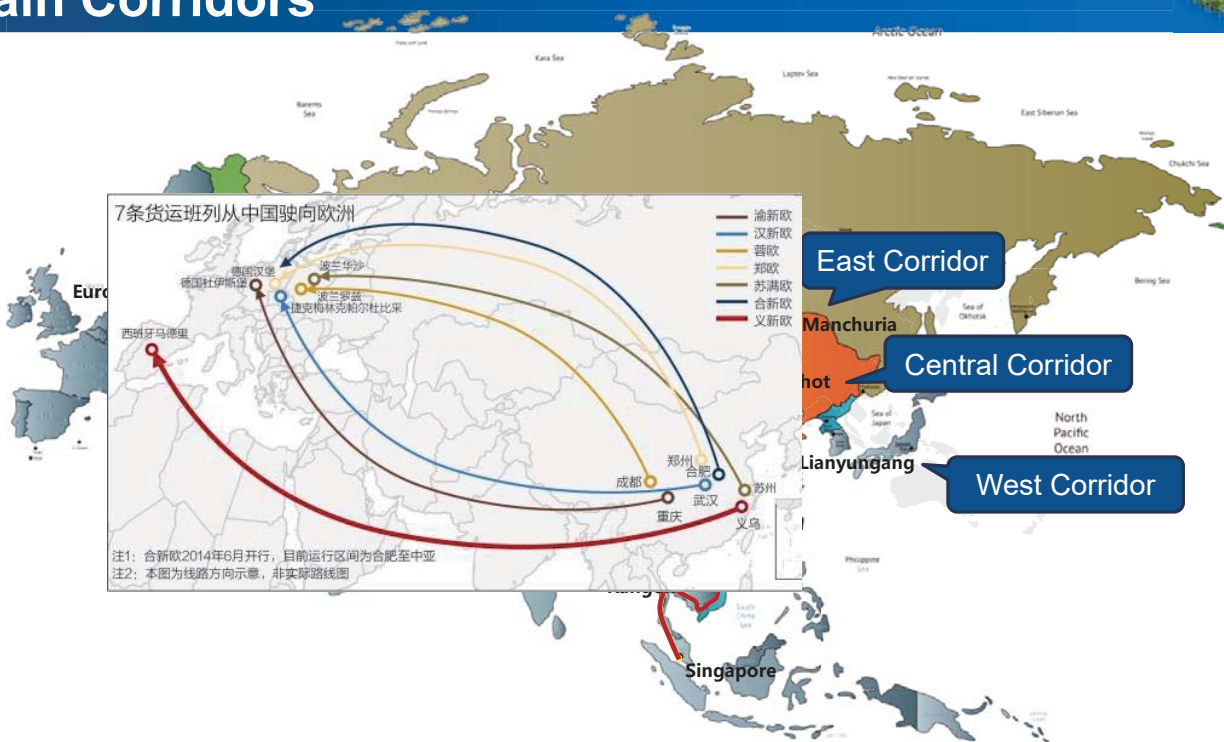 ain Corridors
Arctic Ocean
Kara Sea
Laptev Sea
Barents
Sea
East Siberian Sea
Chukchi Sea
7条货运班列从中国驶向欧洲
渝新欧
汉新欧
蓉欧
郑欧
苏满欧
合新欧
义新欧
德国汉堡
波兰华沙
德国杜伊斯堡
波兰罗兹
捷克梅林克帕尔杜比采
西班牙马德里
郑州
合肥
成都
武汉
苏州
重庆
义乌
注1：合新欧2014年6月开行，目前运行区间为合肥至中亚
注2：本图为线路方向示意，非实际路线图
East Corridor
Bering Sea
Sea of
Okhotsk
Euro
Manchuria
Central Corridor
hot
Sea of
Japan
North
Pacific
Ocean
Lianyungang
West Corridor
Philippine
Sea
South
China
Sea
Singapore